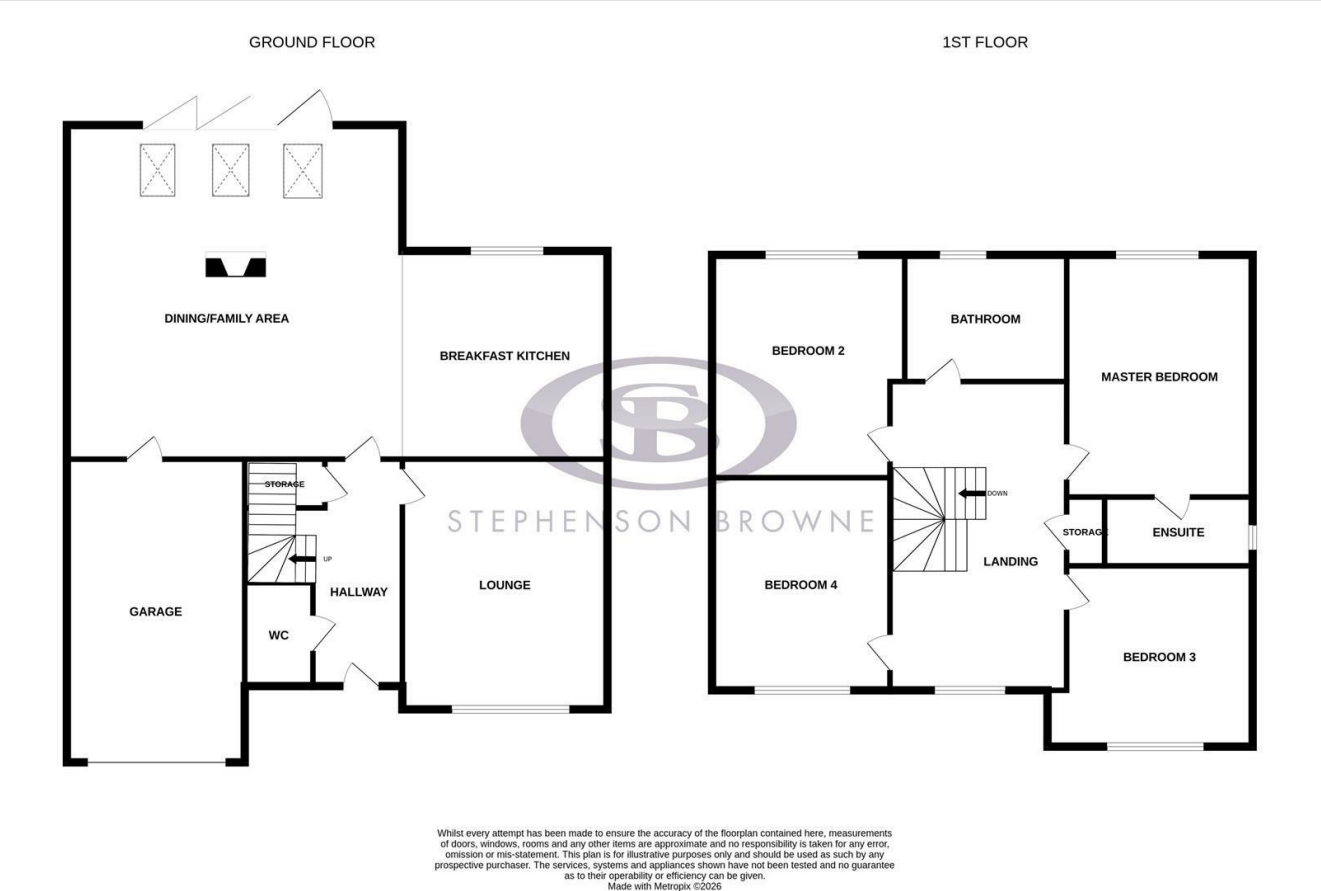 GROUND FLOOR
1ST FLOOR
DINING/FAMILY AREA
BREAKFAST KITCHEN
STORAGE
UP
HALLWAY
LOUNGE
GARAGE
WC
BEDROOM 2
BATHROOM
MASTER BEDROOM
DOWN
STORAGE
ENSUITE
LANDING
BEDROOM 4
BEDROOM 3
SB
STEPHENSON BROWNE
Whilst every attempt has been made to ensure the accuracy of the floorplan contained here, measurements
of doors, windows, rooms and any other items are approximate and no responsibility is taken for any error,
omission or mis-statement. This plan is for illustrative purposes only and should be used as such by any
prospective purchaser. The services, systems and appliances shown have not been tested and no guarantee
as to their operability or efficiency can be given.
Made with Metropix ©2026